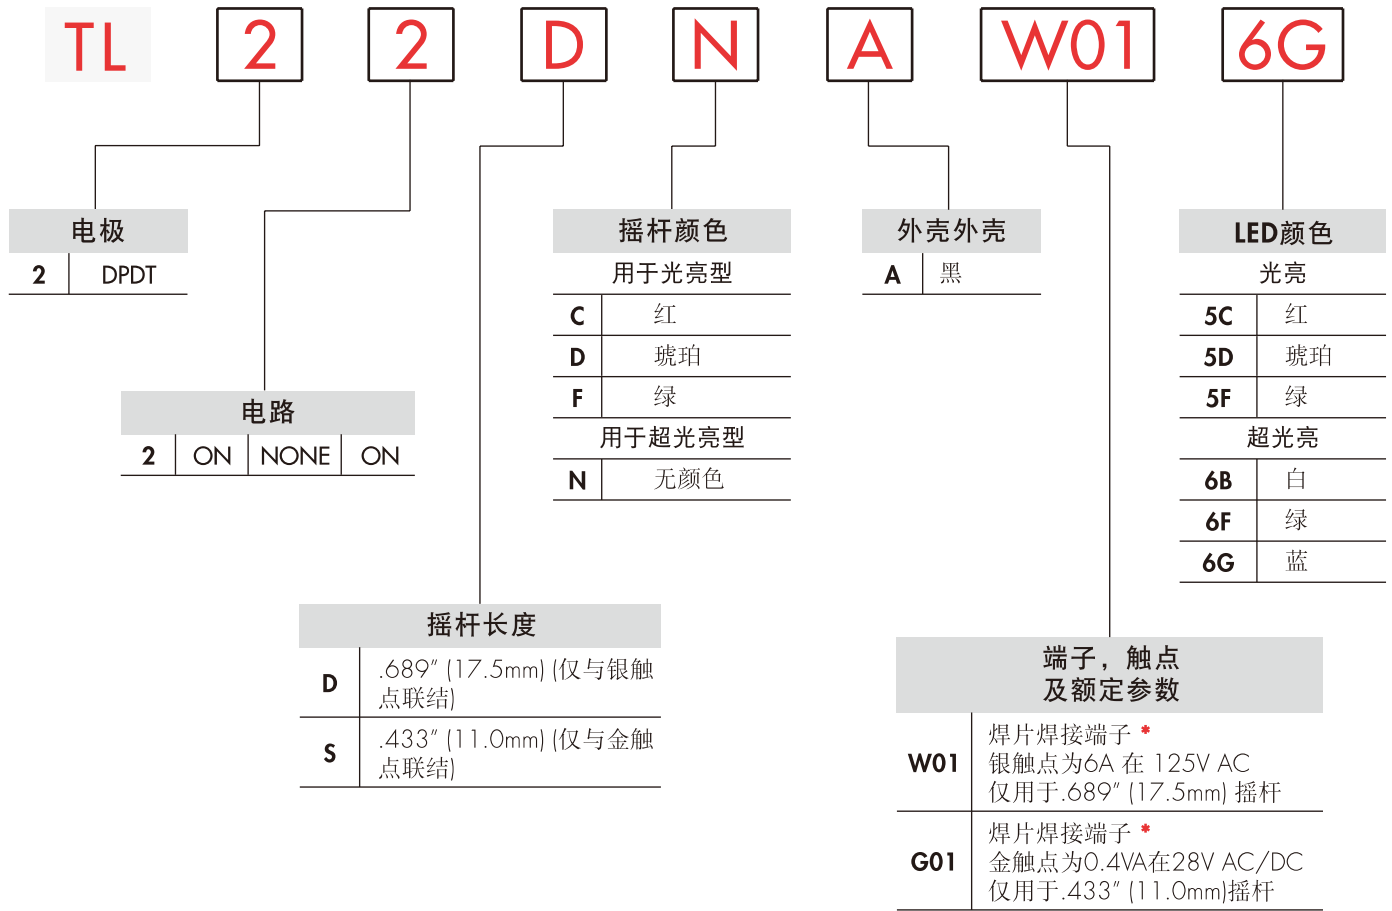 TL 2 2 D N A W01 6G
电极
2 DPDT
电路
2 ON NONE ON
摇杆长度
D .689" (17.5mm) (仅与银触
点联结)
S .433" (11.0mm) (仅与金触
点联结)
摇杆颜色
用于光亮型
C 红
D 琥珀
F 绿
用于超光亮型
N 无颜色
外壳外壳
A 黑
端子，触点
及额定参数
W01 焊片焊接端子 *
银触点为6A 在 125V AC
仅用于.689" (17.5mm) 摇杆
G01 焊片焊接端子 *
金触点为0.4VA在28V AC/DC
仅用于.433" (11.0mm)摇杆
LED颜色
光亮
5C 红
5D 琥珀
5F 绿
超光亮
6B 白
6F 绿
6G 蓝